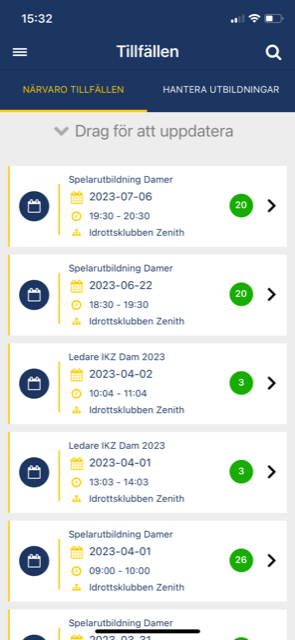 15:32
Tillfällen
NÄRVARO TILLFÄLLEN
HANTERA UTBILDNINGAR
Drag för att uppdatera
Spelarutbildning Damer
2023-07-06
19:30 - 20:30
Idrottsklubben Zenith
20
Spelarutbildning Damer
2023-06-22
18:30 - 19:30
Idrottsklubben Zenith
20
Ledare IKZ Dam 2023
2023-04-02
10:04 - 11:04
Idrottsklubben Zenith
3
Ledare IKZ Dam 2023
2023-04-01
13:03 - 14:03
Idrottsklubben Zenith
3
Spelarutbildning Damer
2023-04-01
09:00 - 10:00
Idrottsklubben Zenith
26
Spelarutbildning Damer
2023-03-31